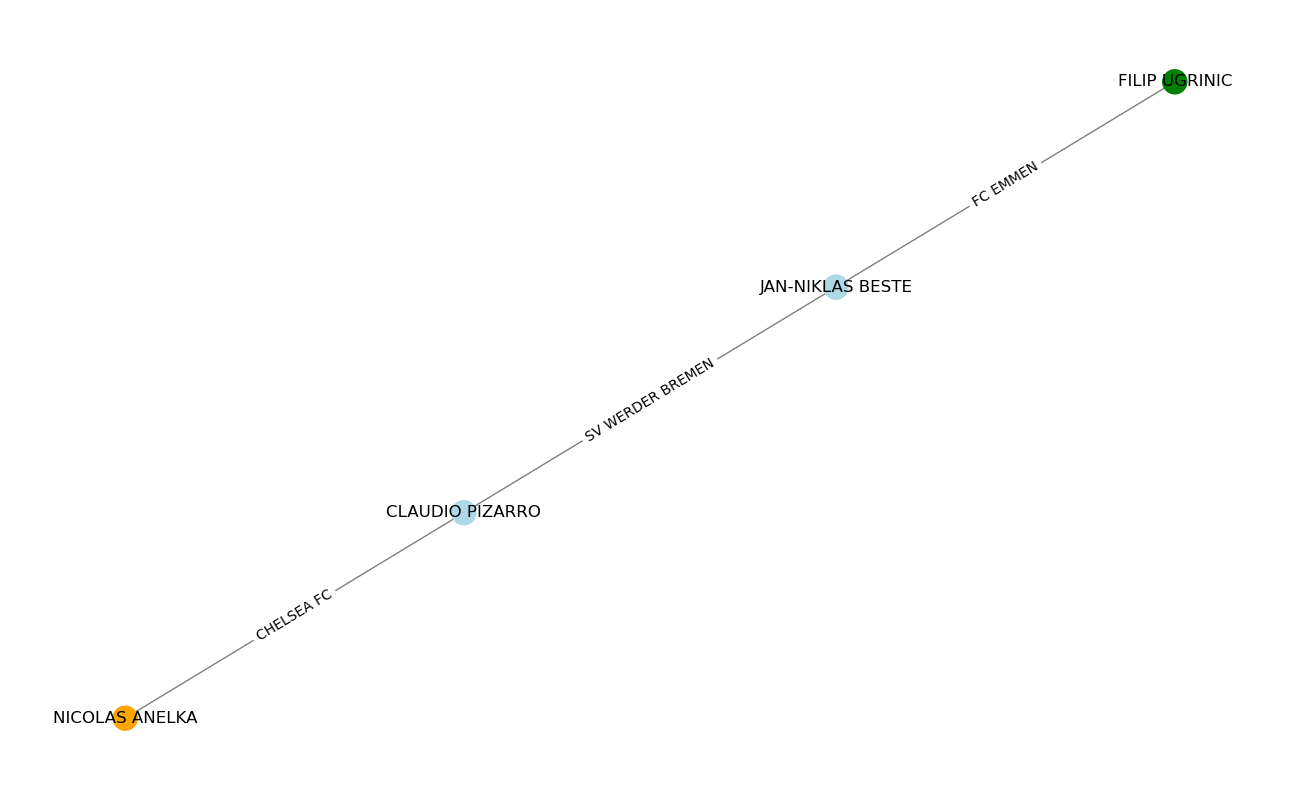 FILIP UGRINIC
FC EMMEN
JAN-NIKLAS BESTE
SV WERDER BREMEN
CLAUDIO PIZARRO
CHELSEA FC
NICOLAS ANELKA